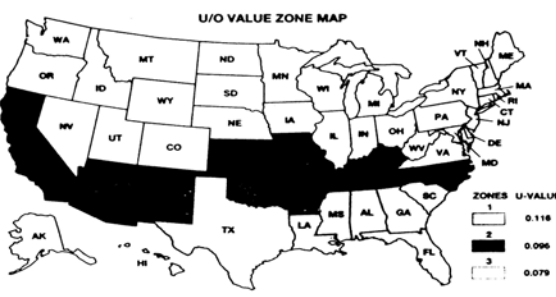 U/O VALUE ZONE MAP
WA
MT
ND
MN
VT
NH
ME
OR
ID
SD
WI
MI
NY
MA
WY
RI
CT
NJ
NE
IA
PA
NV
UT
CO
IL
IN
OH
WV
VA
DE
MD
ZONES U-VALUE
1
0.116
2
0.096
3
0.079
SC
MS
AL
GA
LA
TX
FL
AK
HI